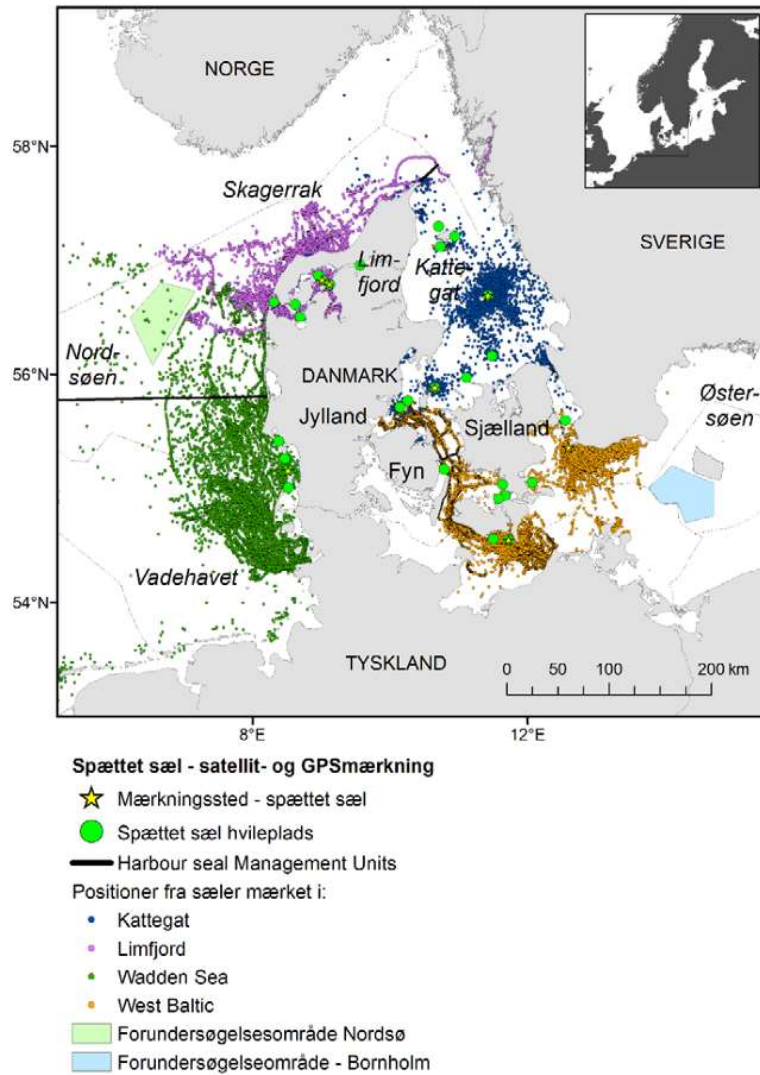 NORGE
58°N
Skagerrak
SVERIGE
Lim-
fjord
Katte-
gat
Nord-
søen
56°N
DANMARK
Øster-
søen
Jylland
Sjælland
Fyn
Vadehavet
54°N
TYSKLAND
0 50 100 200 km
8°E 12°E
Spættet sæl - satellit- og GPSmærkning
Mærkningssted - spættet sæl
Spættet sæl hvileplads
Harbour seal Management Units
Positioner fra sæler mærket i:
Kattegat
Limfjord
Wadden Sea
West Baltic
Forundersøgelsesområde Nordsø
Forundersøgelseområde - Bornholm